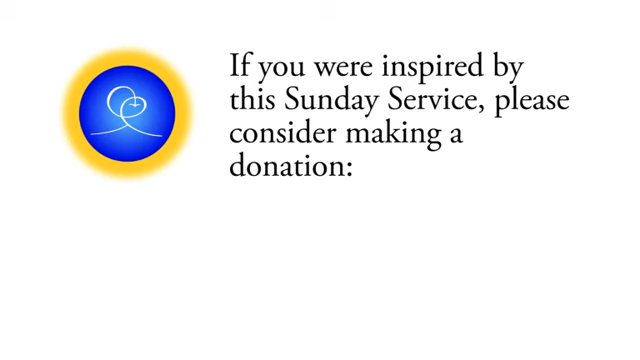 If you were inspired by
this Sunday Service, please
consider making a
donation: